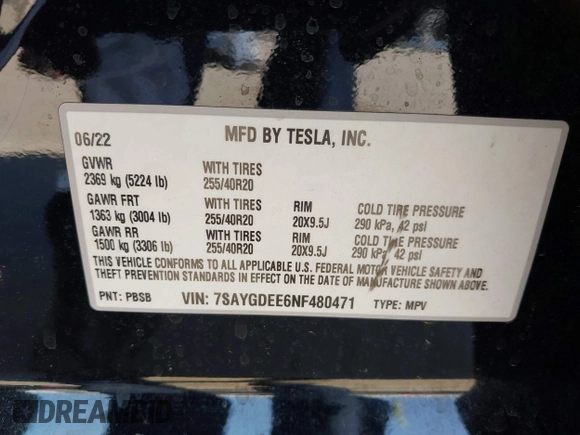 06/22 MFD BY TESLA, INC.
GVWR WITH TIRES
2369 kg (5224 lb) 255/40R20
GAWR FRT WITH TIRES RIM COLD TIRE PRESSURE
1363 kg (3004 lb) 255/40R20 20X9.5J 290 kPa, 42 psi
GAWR RR WITH TIRES RIM COLD TIRE PRESSURE
1500 kg (3306 lb) 255/40R20 20X9.5J 290 kPa, 42 psi
THIS VEHICLE CONFORMS TO ALL APPLICABLE U.S. FEDERAL MOTOR VEHICLE SAFETY AND
THEFT PREVENTION STANDARDS IN EFFECT ON THE DATE OF MANUFACTURE SHOWN ABOVE.
PNT: PBSB VIN: 7SAYGDEE6NF480471 TYPE: MPV
DREAMBID